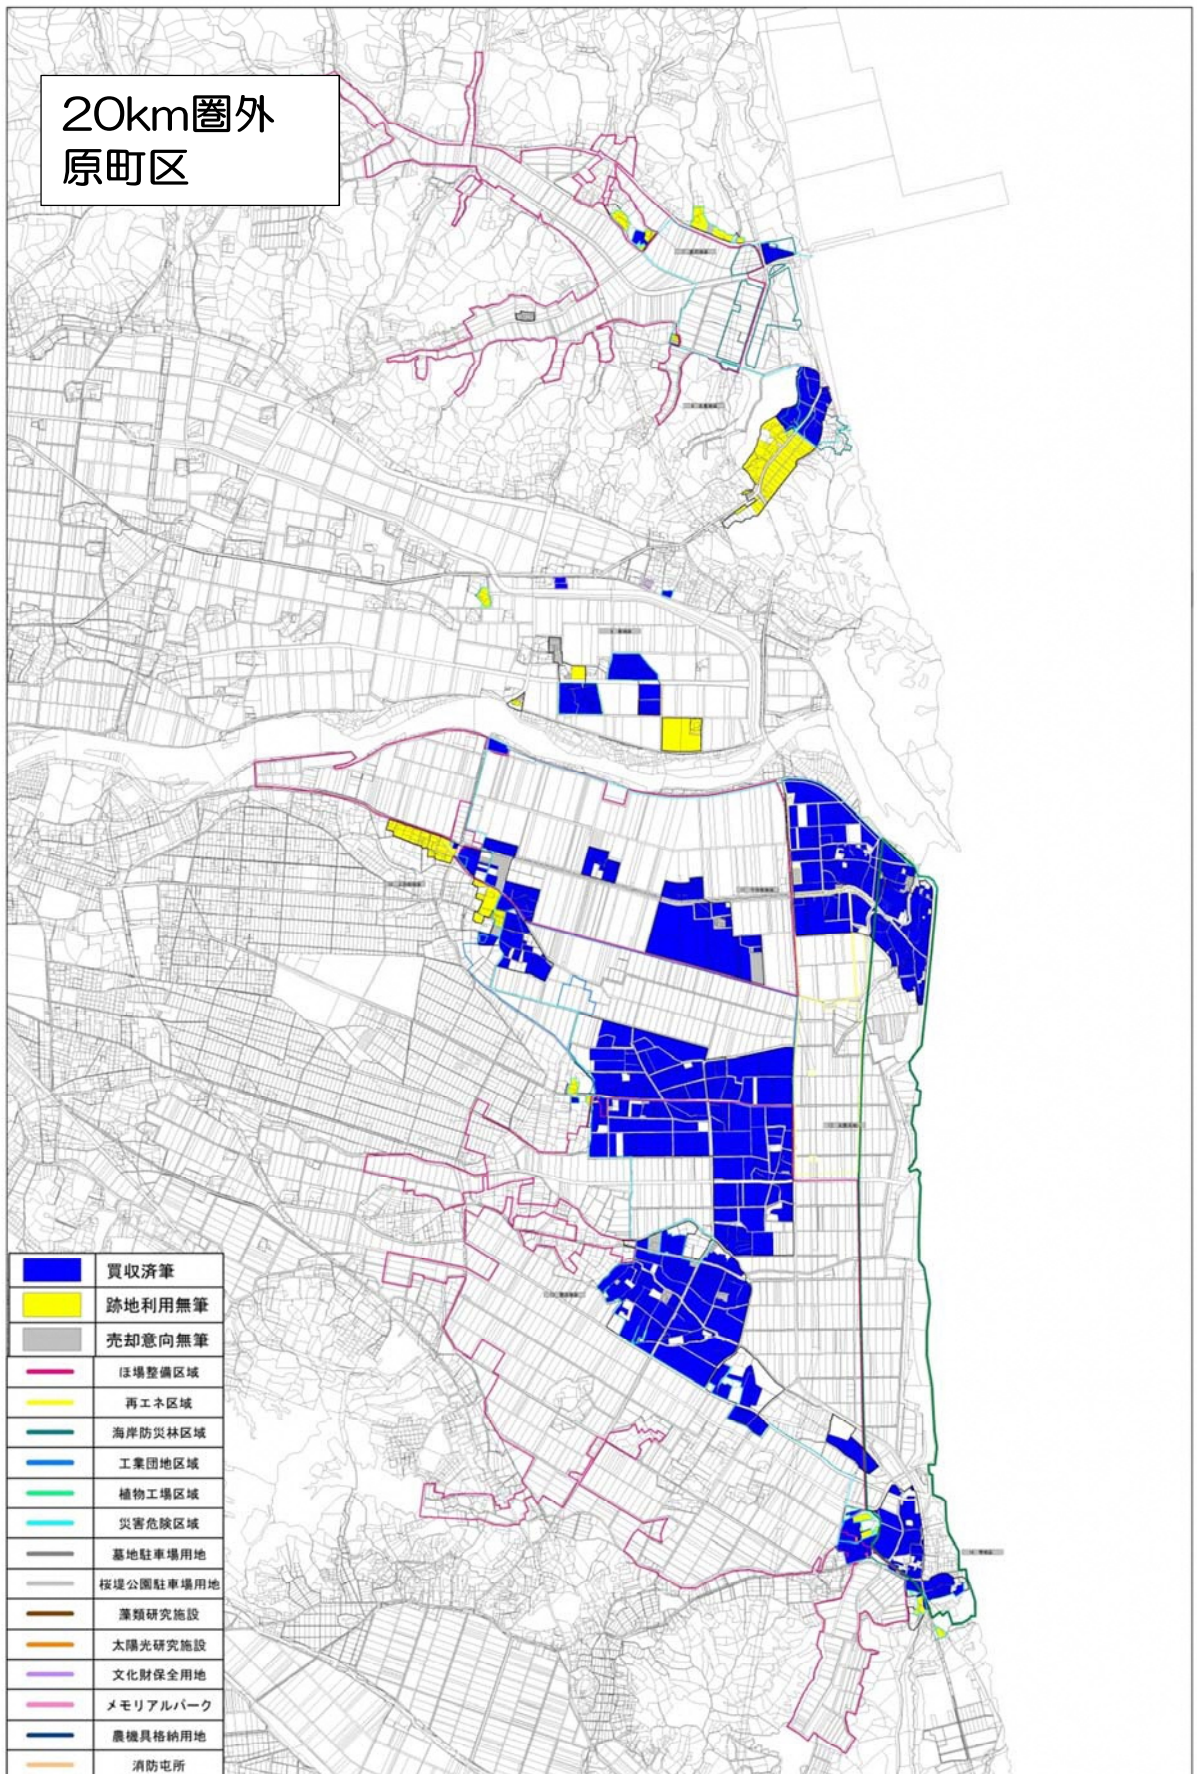 20km圏外
原町区
買収済筆
跡地利用無筆
売却意向無筆
ほ場整備区域
再エネ区域
海岸防災林区域
工業団地区域
植物工場区域
災害危険区域
墓地駐車場用地
桜堤公園駐車場用地
藻類研究施設
太陽光研究施設
文化財保全用地
メモリアルパーク
農機具格納用地
消防屯所